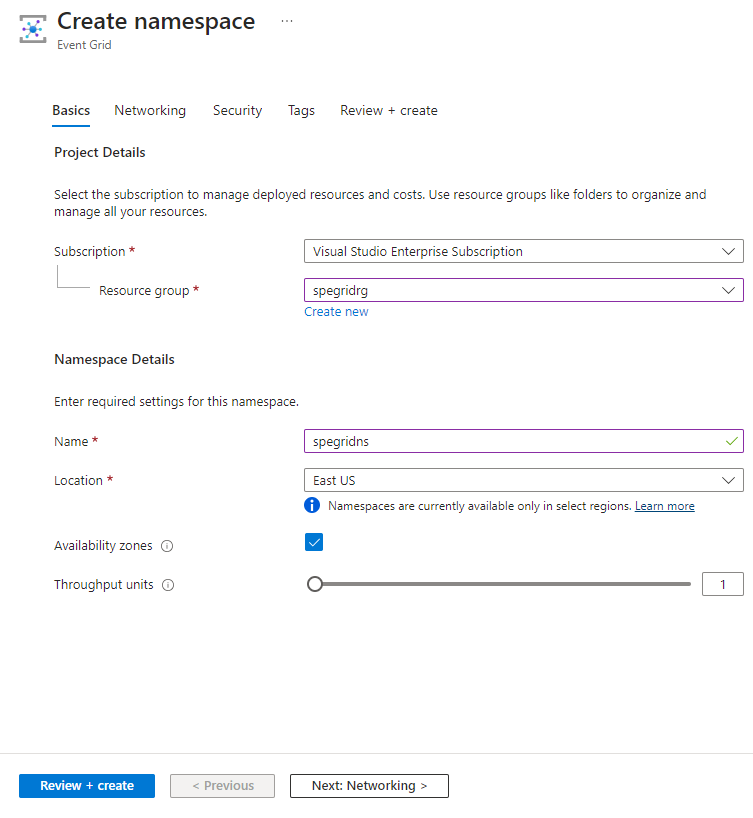 Create namespace ...
Event Grid
Basics Networking Security Tags Review + create
Project Details
Select the subscription to manage deployed resources and costs. Use resource groups like folders to organize and
manage all your resources.
Subscription * Visual Studio Enterprise Subscription
Resource group * spegridrg
Create new
Namespace Details
Enter required settings for this namespace.
Name * spegridns
Location * East US
Namespaces are currently available only in select regions. Learn more
Availability zones
Throughput units 1
Review + create < Previous Next: Networking >